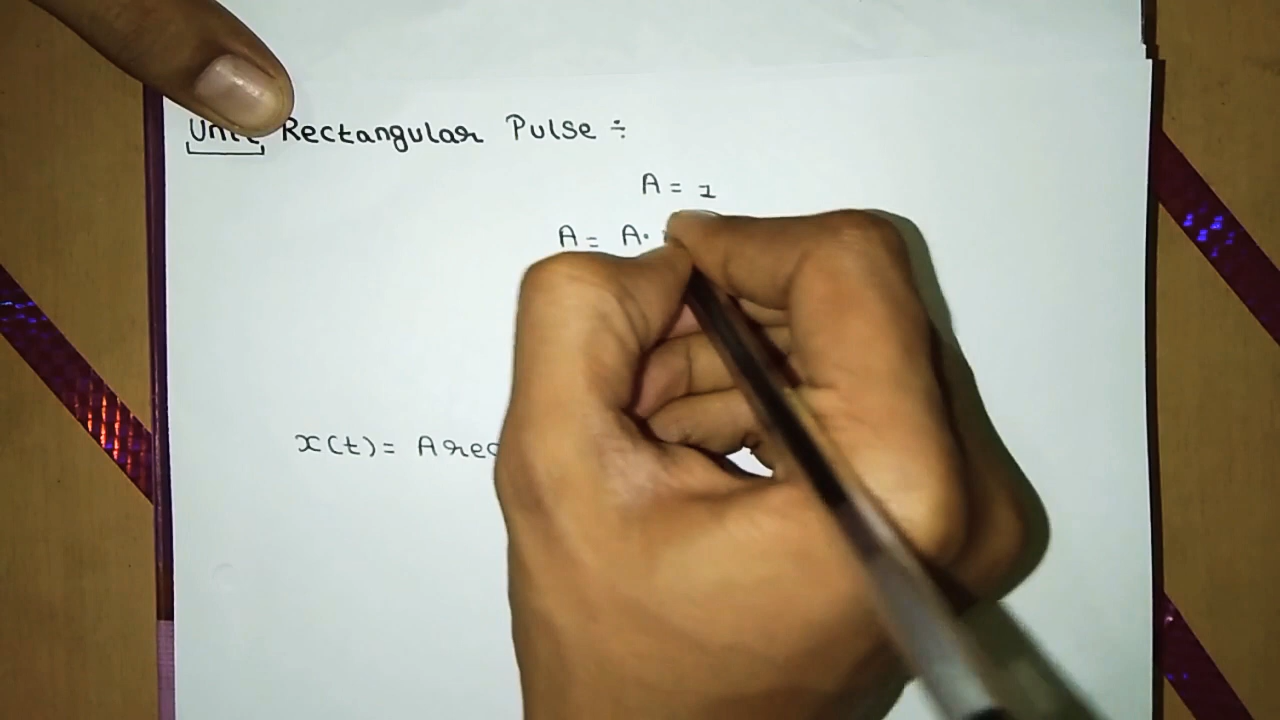 Unit Rectangular Pulse ÷
A = 1
A = A.
x(t) = A rec